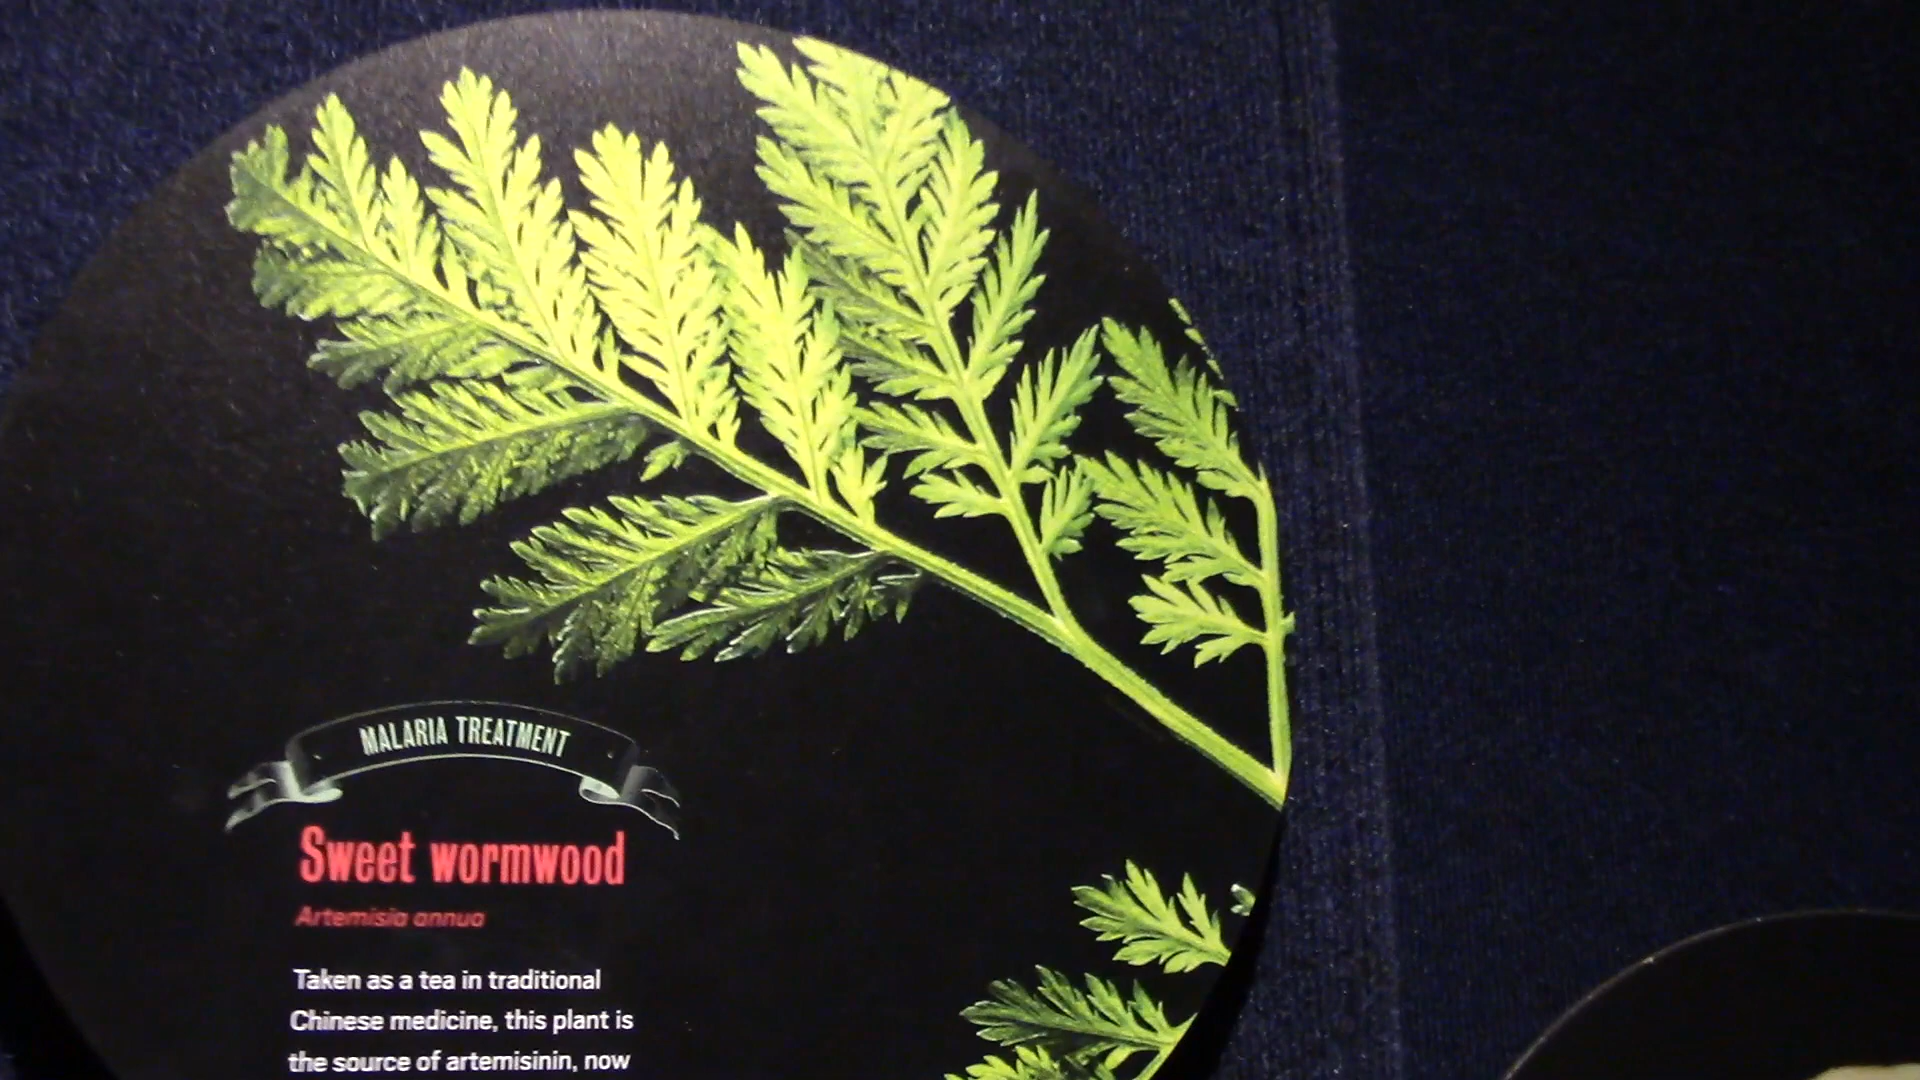 MALARIA TREATMENT
Sweet wormwood
Artemisia annua
Taken as a tea in traditional
Chinese medicine, this plant is
the source of artemisinin, now